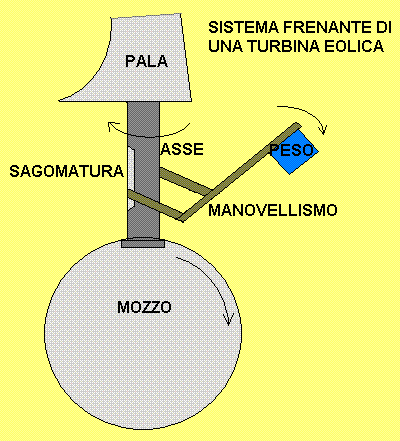 SISTEMA FRENANTE DI
UNA TURBINA EOLICA
PALA
ASSE
PESO
SAGOMATURA
MANOVELLISMO
MOZZO